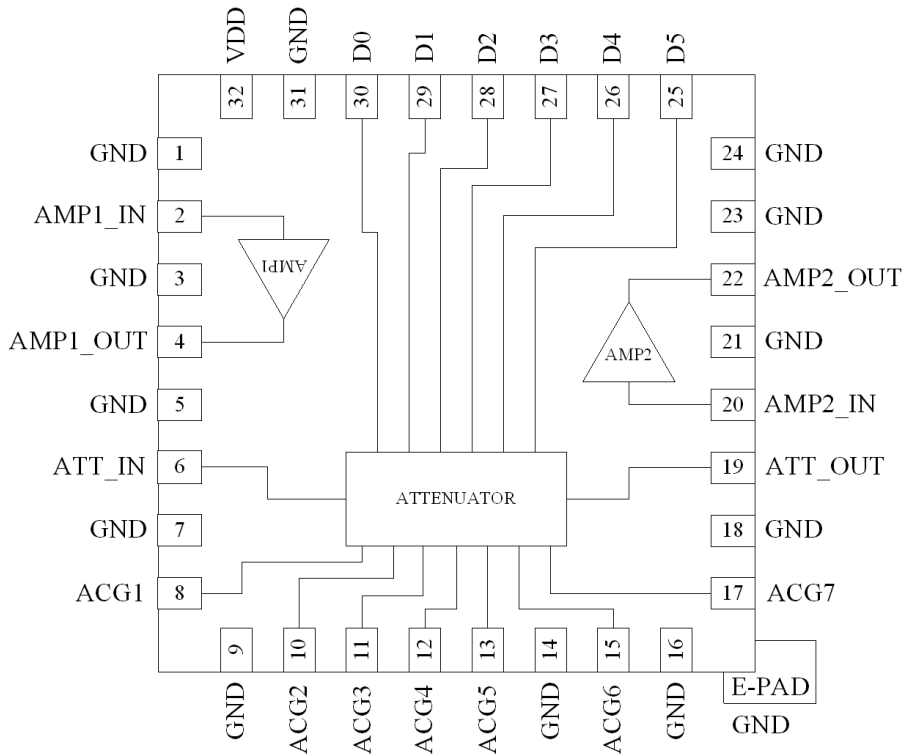 VDD
GND
D0
D1
D2
D3
D4
D5
32
31
30
29
28
27
26
25
GND 1
24 GND
AMP1_IN 2
23 GND
AMP1
GND 3
22 AMP2_OUT
AMP1_OUT 4
21 GND
AMP2
GND 5
20 AMP2_IN
ATT_IN 6
19 ATT_OUT
ATTENUATOR
GND 7
18 GND
ACG1 8
17 ACG7
9
10
11
12
13
14
15
16
GND
ACG2
ACG3
ACG4
ACG5
GND
ACG6
GND
E-PAD
GND